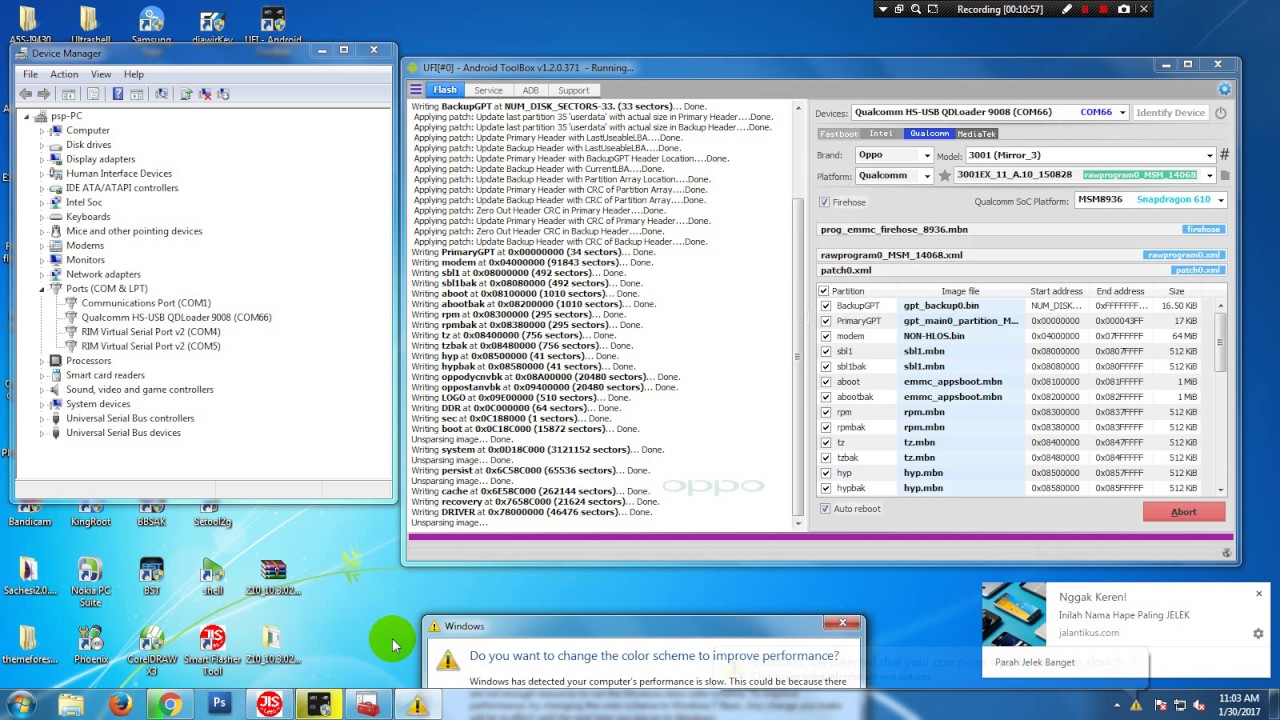 A5S-I9430
Ultrashell
Samsung
diawirKey
UFI - Android
Recording [00:10:57]
Device Manager
File Action View Help
psp-PC
Computer
Disk drives
Display adapters
Human Interface Devices
IDE ATA/ATAPI controllers
Intel Soc
Keyboards
Mice and other pointing devices
Modems
Monitors
Network adapters
Ports (COM & LPT)
Communications Port (COM1)
Qualcomm HS-USB QDLoader 9008 (COM66)
RIM Virtual Serial Port v2 (COM4)
RIM Virtual Serial Port v2 (COM5)
Processors
Smart card readers
Sound, video and game controllers
System devices
Universal Serial Bus controllers
Universal Serial Bus devices
UFI[#0] - Android ToolBox v1.2.0.371 - Running...
Flash Service ADB Support
Writing BackupGPT at NUM_DISK_SECTORS-33. (33 sectors)... Done.
Applying patch: Update last partition 35 'userdata' with actual size in Primary Header....Done.
Applying patch: Update last partition 35 'userdata' with actual size in Backup Header....Done.
Applying patch: Update Primary Header with LastUseableLBA....Done.
Applying patch: Update Backup Header with LastUseableLBA....Done.
Applying patch: Update Primary Header with BackupGPT Header Location....Done.
Applying patch: Update Backup Header with CurrentLBA....Done.
Applying patch: Update Backup Header with Partition Array Location....Done.
Applying patch: Update Primary Header with CRC of Partition Array....Done.
Applying patch: Update Backup Header with CRC of Partition Array....Done.
Applying patch: Zero Out Header CRC in Primary Header....Done.
Applying patch: Update Primary Header with CRC of Primary Header....Done.
Applying patch: Zero Out Header CRC in Backup Header....Done.
Applying patch: Update Backup Header with CRC of Backup Header....Done.
Writing PrimaryGPT at 0x00000000 (34 sectors)... Done.
Writing modem at 0x04000000 (91843 sectors)... Done.
Writing sbl1 at 0x08000000 (492 sectors)... Done.
Writing sbl1bak at 0x08080000 (492 sectors)... Done.
Writing aboot at 0x08100000 (1010 sectors)... Done.
Writing abootbak at 0x08200000 (1010 sectors)... Done.
Writing rpm at 0x08300000 (295 sectors)... Done.
Writing rpmbak at 0x08380000 (295 sectors)... Done.
Writing tz at 0x08400000 (756 sectors)... Done.
Writing tzbak at 0x08480000 (756 sectors)... Done.
Writing hyp at 0x08500000 (41 sectors)... Done.
Writing hypbak at 0x08580000 (41 sectors)... Done.
Writing oppodycnvbk at 0x08A00000 (20480 sectors)... Done.
Writing oppostanvbk at 0x09400000 (20480 sectors)... Done.
Writing LOGO at 0x09E00000 (510 sectors)... Done.
Writing DDR at 0x0C000000 (64 sectors)... Done.
Writing sec at 0x0C188000 (1 sectors)... Done.
Writing boot at 0x0C18C000 (15872 sectors)... Done.
Unsparsing image... Done.
Writing system at 0x0D18C000 (3121152 sectors)... Done.
Unsparsing image... Done.
Writing persist at 0x6C58C000 (65536 sectors)... Done.
Unsparsing image... Done.
Writing cache at 0x6E58C000 (262144 sectors)... Done.
Writing recovery at 0x7658C000 (21624 sectors)... Done.
Writing DRIVER at 0x78000000 (46476 sectors)... Done.
Unsparsing image...
oppo
Devices: Qualcomm HS-USB QDLoader 9008 (COM66) COM66 Identify Device
Fastboot Intel Qualcomm MediaTek
Brand: Oppo Model: 3001 (Mirror_3)
Platform: Qualcomm 3001EX_11_A.10_150828 rawprogram0_MSM_14068
Firehose Qualcomm SoC Platform: MSM8936 Snapdragon 610
prog_emmc_firehose_8936.mbn firehose
rawprogram0_MSM_14068.xml rawprogram0.xml
patch0.xml patch0.xml
Partition Image file Start address End address Size
BackupGPT gpt_backup0.bin NUM_DISK... 0xFFFFFFF... 16.50 KiB
PrimaryGPT gpt_main0_partition_M... 0x00000000 0x000043FF 17 KiB
modem NON-HLOS.bin 0x04000000 0x07FFFFFF 64 MiB
sbl1 sbl1.mbn 0x08000000 0x0807FFFF 512 KiB
sbl1bak sbl1.mbn 0x08080000 0x080FFFFF 512 KiB
aboot emmc_appsboot.mbn 0x08100000 0x081FFFFF 1 MiB
abootbak emmc_appsboot.mbn 0x08200000 0x082FFFFF 1 MiB
rpm rpm.mbn 0x08300000 0x0837FFFF 512 KiB
rpmbak rpm.mbn 0x08380000 0x083FFFFF 512 KiB
tz tz.mbn 0x08400000 0x0847FFFF 512 KiB
tzbak tz.mbn 0x08480000 0x084FFFFF 512 KiB
hyp hyp.mbn 0x08500000 0x0857FFFF 512 KiB
hypbak hyp.mbn 0x08580000 0x085FFFFF 512 KiB
Auto reboot
Abort
Bandicam
KingRoot
BBSAK
Setool2g
Sachesi2.0....
Nokia PC
Suite
BST
shell
Z10_10.3.02...
themefores...
Phoenix
CorelDRAW
X3
Smart Flasher
Tool
Z10_10.3.02...
Windows
Do you want to change the color scheme to improve performance?
Windows has detected your computer's performance is slow. This could be because there
Nggak Keren!
Inilah Nama Hape Paling JELEK
jalantikus.com
Parah Jelek Banget
11:03 AM
1/30/2017